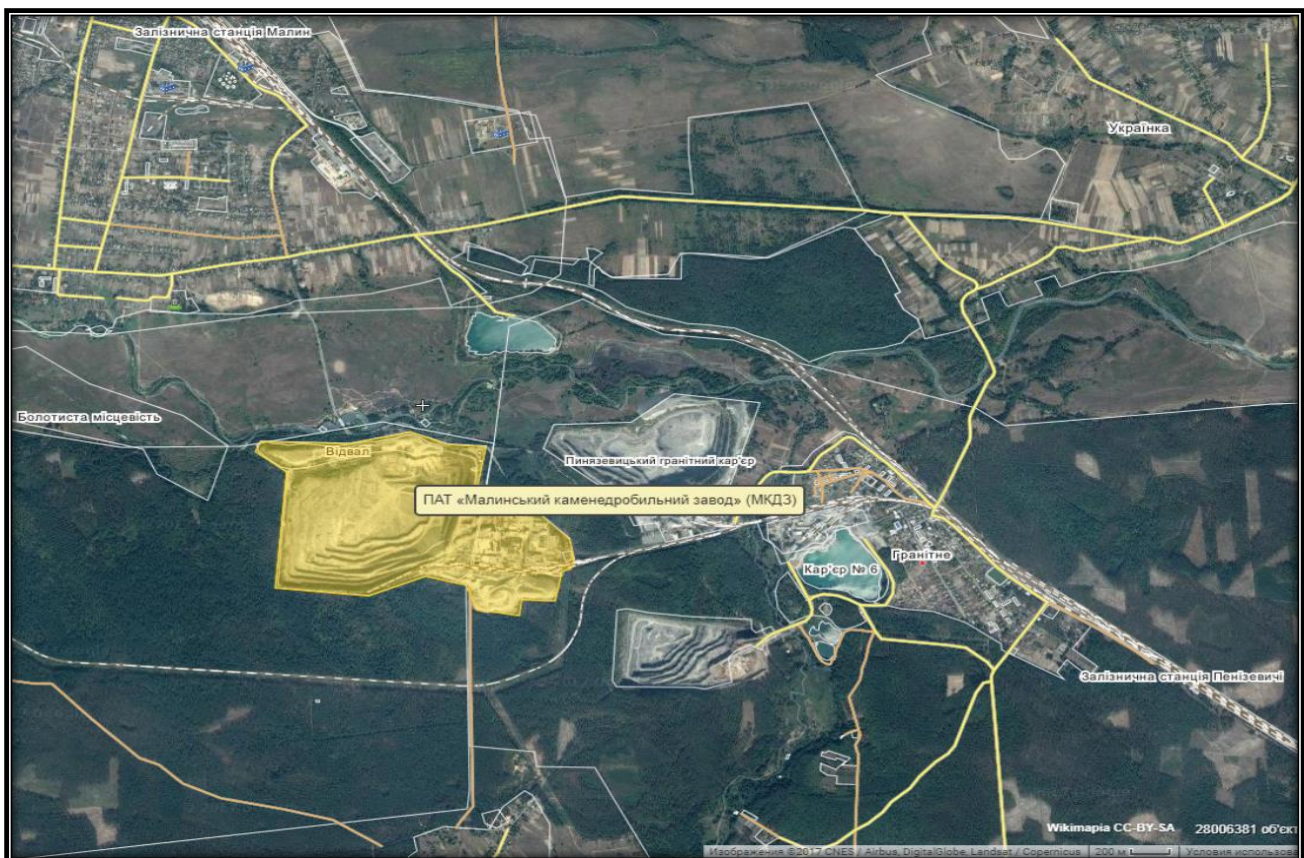 Залізнична станція Малин
Українка
Болотиста місцевість
Відвал
Пинязевицький гранітний кар'єр
ПАТ «Малинський каменедробильний завод» (МКДЗ)
Гранітне
Кар'єр № 6
Залізнична станція Пенізевичі
Wikimapia CC-BY-SA 28006381 об'єкт
Изображения ©2017 CNES / Airbus, DigitalGlobe, Landsat / Copernicus 200 м Условия использова